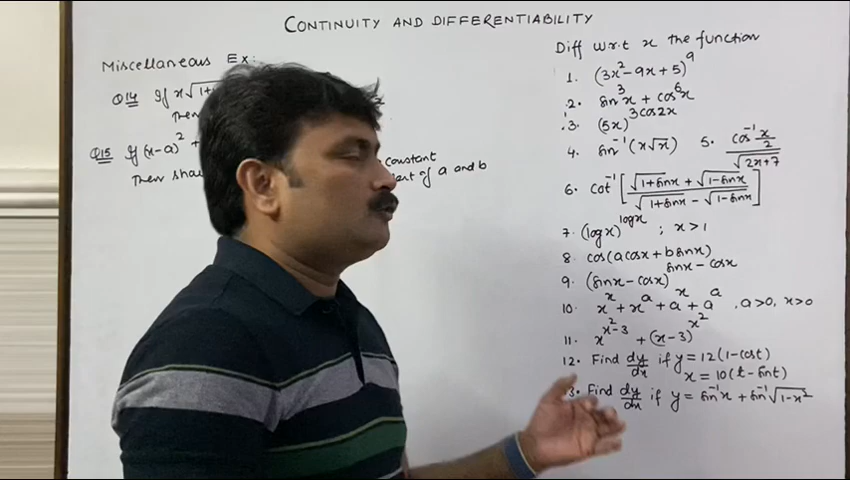 CONTINUITY AND DIFFERENTIABILITY
Miscellaneous Ex:
Q14 If x√1+
Then
Q15 If (x-a)² +
constant
Then sho
of a and b
Diff w.r.t x the function
1. (3x²-9x+5)⁹
2. sin³x + cos⁶x
3. (5x)^3cos2x
4. sin⁻¹(x√x) 5. cos⁻¹ x/2 / √2x+7
6. cot⁻¹[√1+sinx + √1-sinx / √1+sinx - √1-sinx]
7. (logx)^logx ; x>1
8. cos(acosx + bsinx)
9. (sinx-cosx)^sinx-cosx
10. x^x + x^a + a^x + a^a , a>0, x>0
11. x^x²-3 + (x-3)^x²
12. Find dy/dx if y = 12(1-cost)
x = 10(t-sint)
3. Find dy/dx if y = sin⁻¹x + sin⁻¹√1-x²